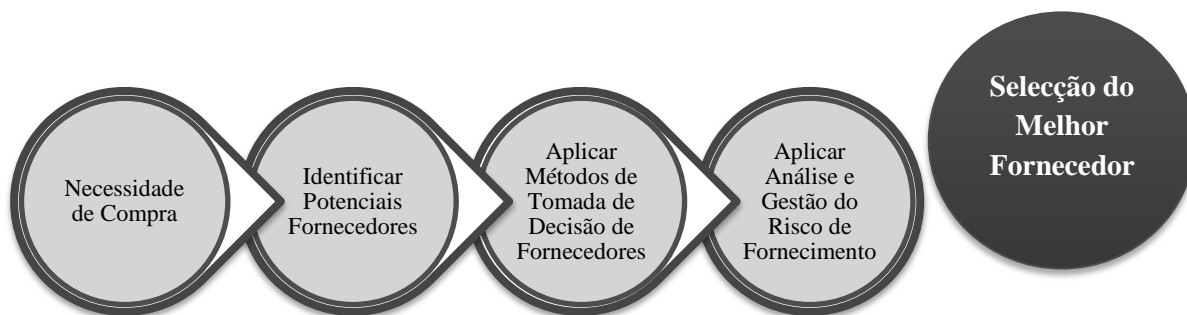 Necessidade
de Compra
Identificar
Potenciais
Fornecedores
Aplicar
Métodos de
Tomada de
Decisão de
Fornecedores
Aplicar
Análise e
Gestão do
Risco de
Fornecimento
Selecção do
Melhor
Fornecedor